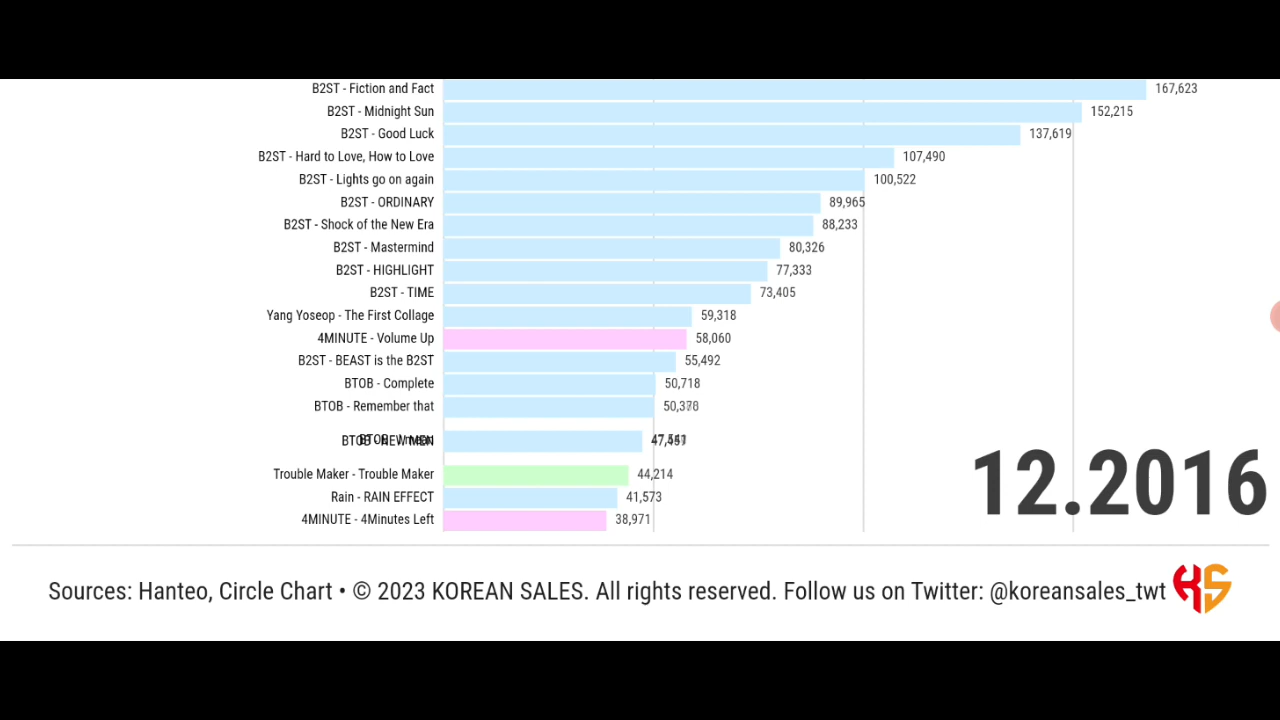 B2ST - Fiction and Fact 167,623
B2ST - Midnight Sun 152,215
B2ST - Good Luck 137,619
B2ST - Hard to Love, How to Love 107,490
B2ST - Lights go on again 100,522
B2ST - ORDINARY 89,965
B2ST - Shock of the New Era 88,233
B2ST - Mastermind 80,326
B2ST - HIGHLIGHT 77,333
B2ST - TIME 73,405
Yang Yoseop - The First Collage 59,318
4MINUTE - Volume Up 58,060
B2ST - BEAST is the B2ST 55,492
BTOB - Complete 50,718
BTOB - Remember that
BTOB - NEW MEN
Trouble Maker - Trouble Maker 44,214
Rain - RAIN EFFECT 41,573
4MINUTE - 4Minutes Left 38,971
12.2016
Sources: Hanteo, Circle Chart • © 2023 KOREAN SALES. All rights reserved. Follow us on Twitter: @koreansales_twt KS